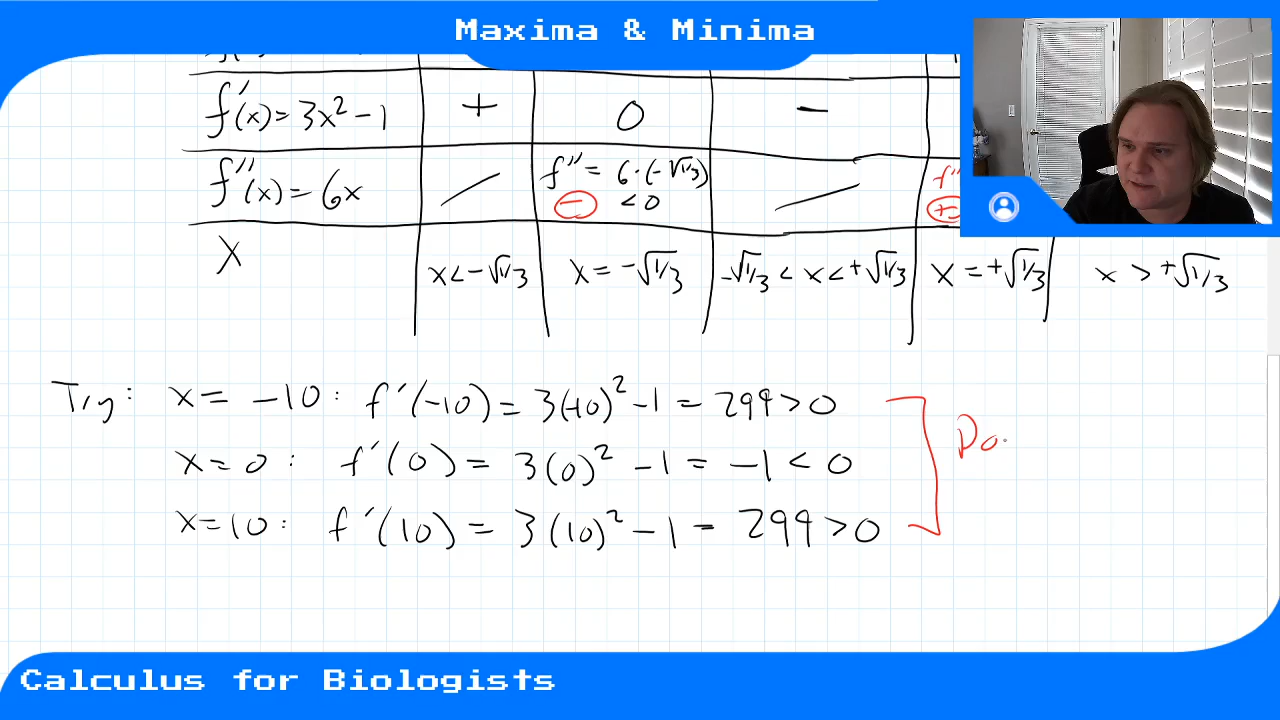 Maxima & Minima
f'(x) = 3x² - 1 + 0 -
f''(x) = 6x f'' = 6·(-√1/3) f''
- < 0 +
x x < -√1/3 x = -√1/3 -√1/3 < x < +√1/3 x = +√1/3 x > +√1/3
Try: x = -10: f'(-10) = 3(-10)² - 1 = 299 > 0
x = 0: f'(0) = 3(0)² - 1 = -1 < 0
x = 10: f'(10) = 3(10)² - 1 = 299 > 0
Calculus for Biologists